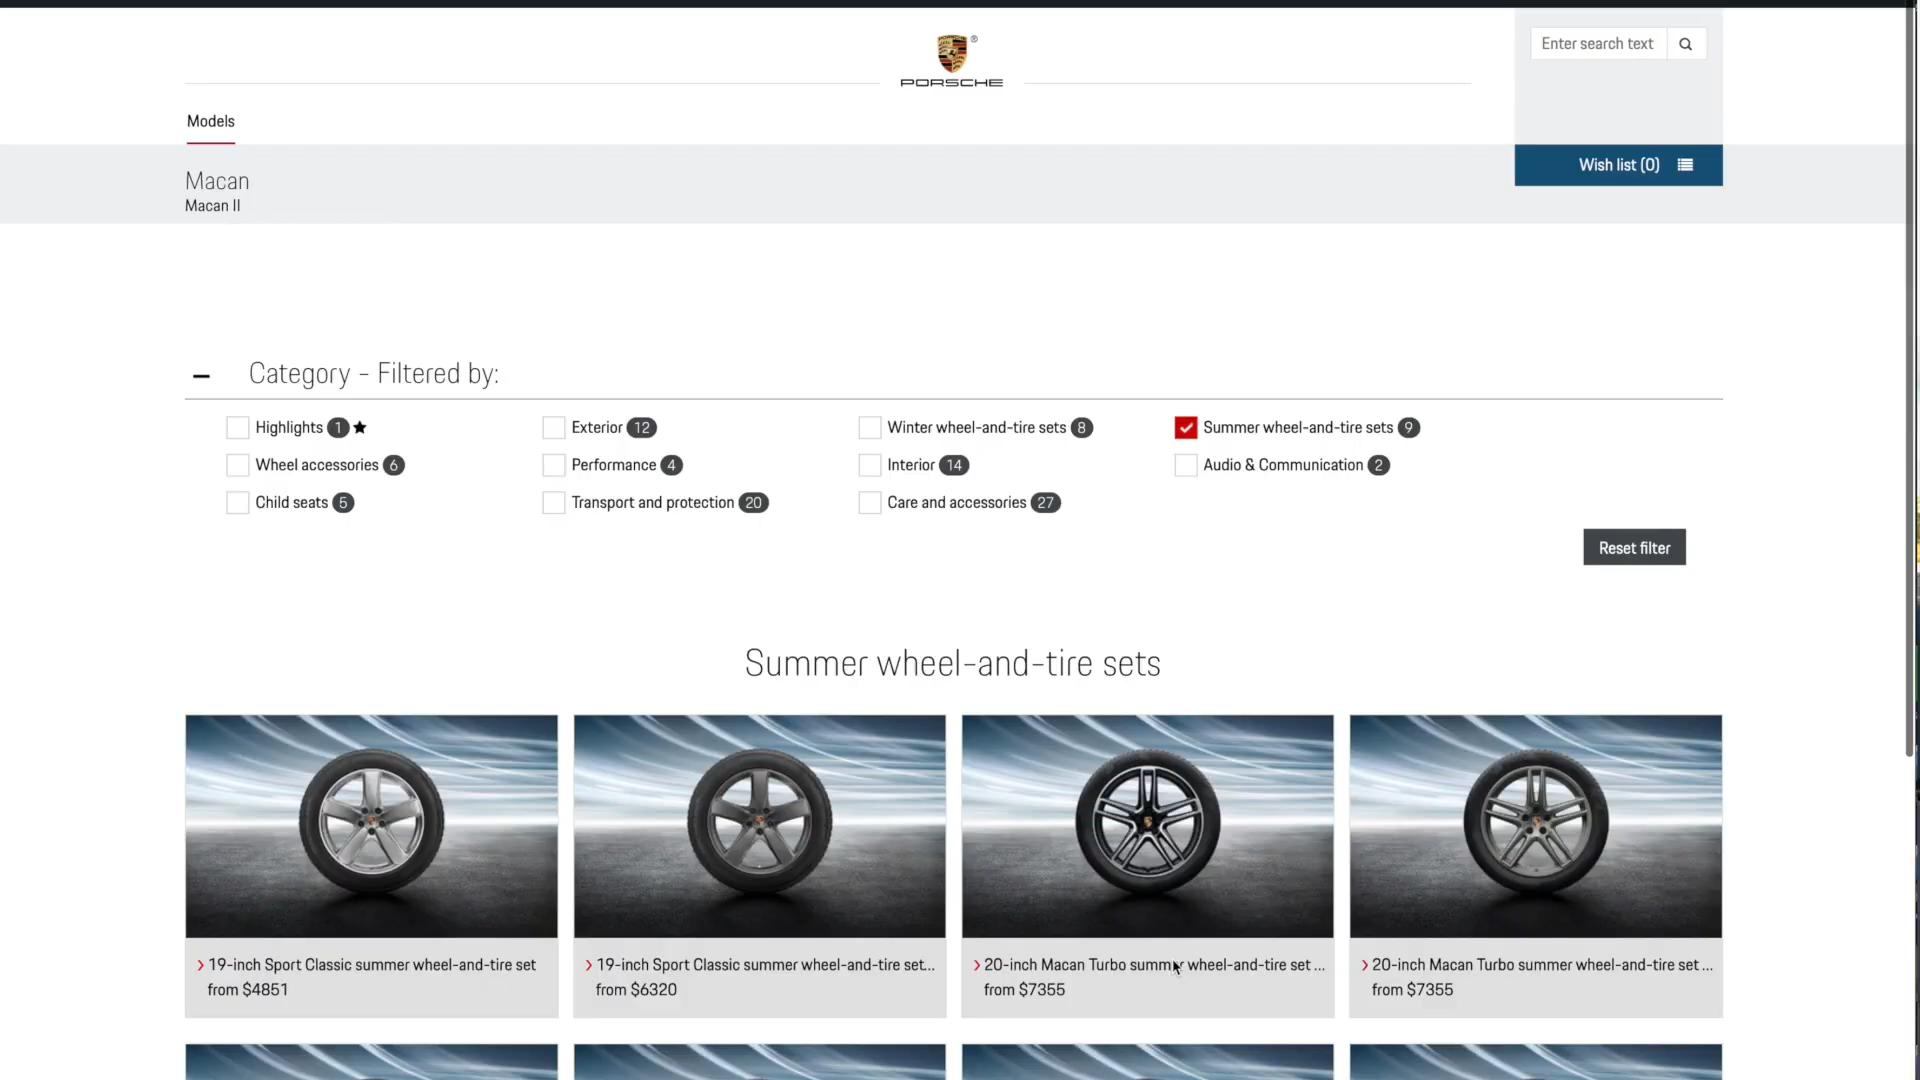 Enter search text
PORSCHE
Models
Wish list (0)
Macan
Macan II
Category - Filtered by:
Highlights 1
Exterior 12
Winter wheel-and-tire sets 8
Summer wheel-and-tire sets 9
Wheel accessories 6
Performance 4
Interior 14
Audio & Communication 2
Child seats 5
Transport and protection 20
Care and accessories 27
Reset filter
Summer wheel-and-tire sets
19-inch Sport Classic summer wheel-and-tire set
from $4851
19-inch Sport Classic summer wheel-and-tire set...
from $6320
20-inch Macan Turbo summer wheel-and-tire set ...
from $7355
20-inch Macan Turbo summer wheel-and-tire set ...
from $7355